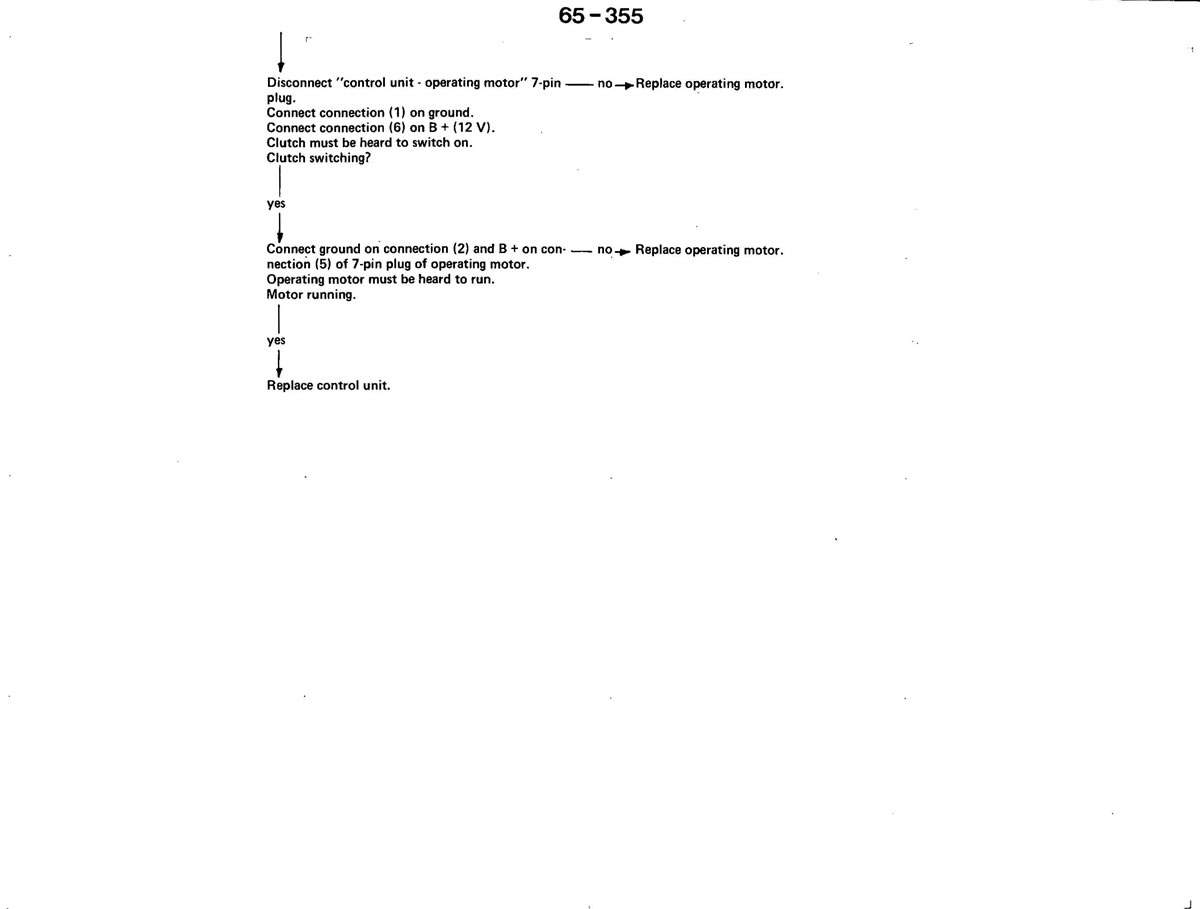 65-355
Disconnect "control unit - operating motor" 7-pin — no → Replace operating motor.
plug.
Connect connection (1) on ground.
Connect connection (6) on B + (12 V).
Clutch must be heard to switch on.
Clutch switching?
yes
Connect ground on connection (2) and B + on con- — no → Replace operating motor.
nection (5) of 7-pin plug of operating motor.
Operating motor must be heard to run.
Motor running.
yes
Replace control unit.